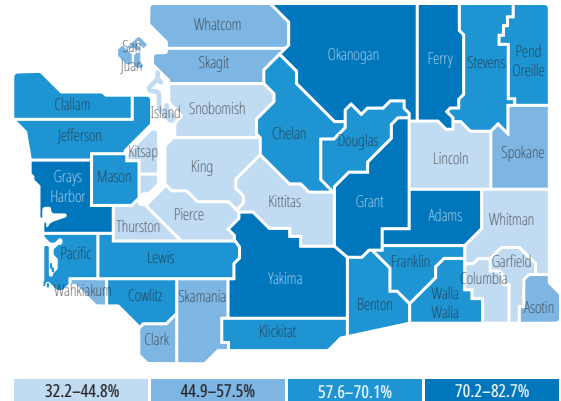 Whatcom
San
Juan
Skagit
Okanogan
Ferry
Stevens
Pend
Oreille
Clallam
Island
Snobomish
Jefferson
Chelan
Douglas
Kitsap
King
Lincoln
Spokane
Grays
Harbor
Mason
Kittitas
Grant
Adams
Whitman
Thurston
Pierce
Pacific
Lewis
Yakima
Franklin
Garfield
Columbia
Wahkiakum
Cowlitz
Skamania
Benton
Walla
Walla
Asotin
Clark
Klickitat
32.2–44.8%
44.9–57.5%
57.6–70.1%
70.2–82.7%